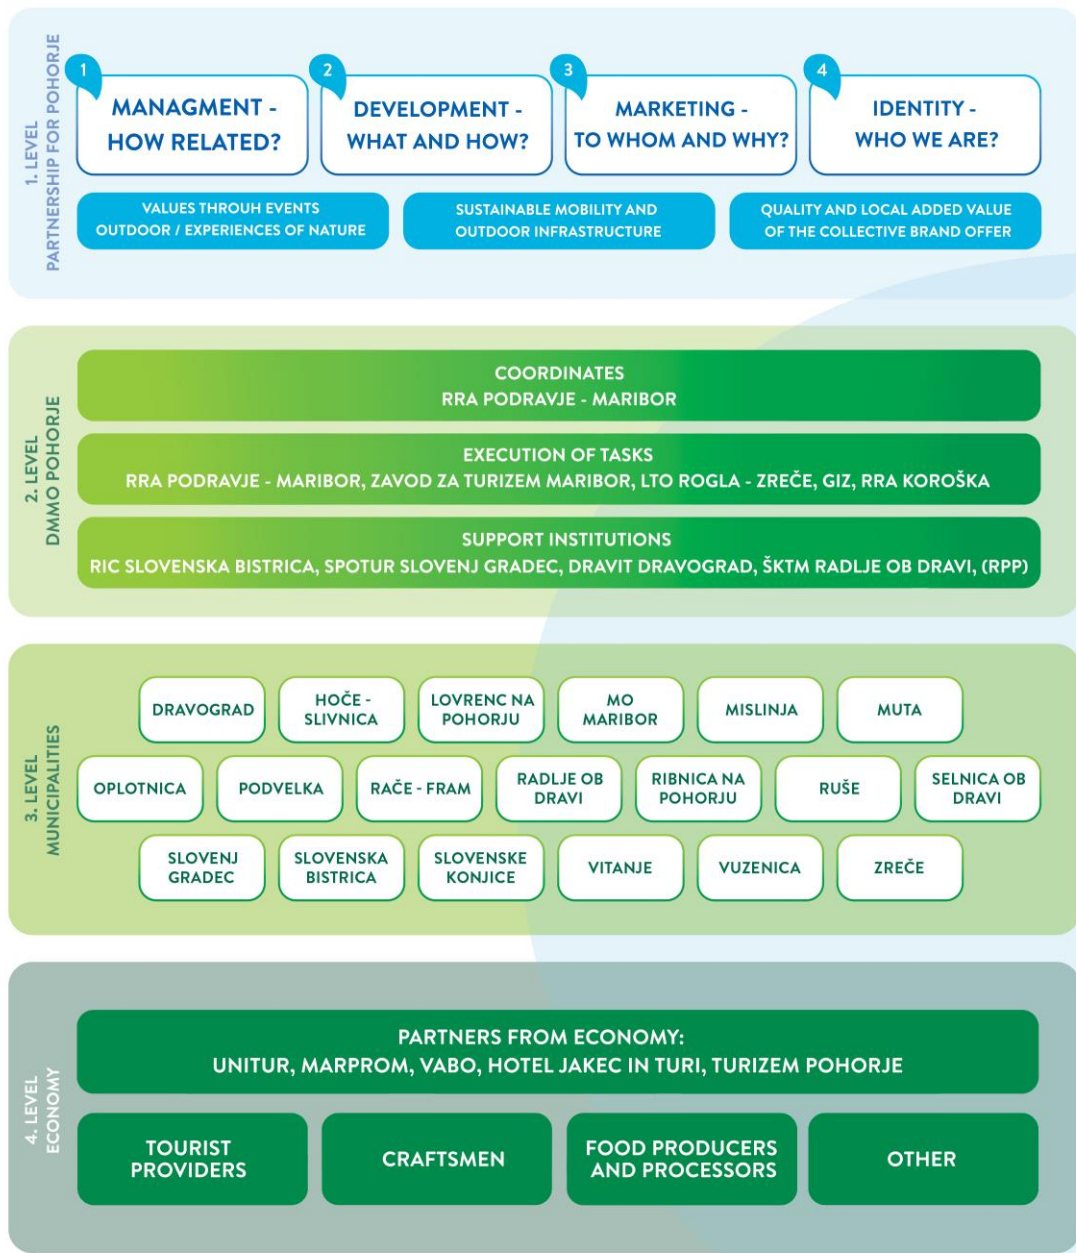 1. LEVEL
PARTNERSHIP FOR POHORJE
1
MANAGMENT -
HOW RELATED?
2
DEVELOPMENT -
WHAT AND HOW?
3
MARKETING -
TO WHOM AND WHY?
4
IDENTITY -
WHO WE ARE?
VALUES THROUH EVENTS
OUTDOOR / EXPERIENCES OF NATURE
SUSTAINABLE MOBILITY AND
OUTDOOR INFRASTRUCTURE
QUALITY AND LOCAL ADDED VALUE
OF THE COLLECTIVE BRAND OFFER
2. LEVEL
DMMO POHORJE
COORDINATES
RRA PODRAVJE - MARIBOR
EXECUTION OF TASKS
RRA PODRAVJE - MARIBOR, ZAVOD ZA TURIZEM MARIBOR, LTO ROGLA - ZREČE, GIZ, RRA KOROŠKA
SUPPORT INSTITUTIONS
RIC SLOVENSKA BISTRICA, SPOTUR SLOVENJ GRADEC, DRAVIT DRAVOGRAD, ŠKTM RADLJE OB DRAVI, (RPP)
3. LEVEL
MUNICIPALITIES
DRAVOGRAD
HOČE -
SLIVNICA
LOVRENC NA
POHORJU
MO
MARIBOR
MISLINJA
MUTA
OPLOTNICA
PODVELKA
RAČE - FRAM
RADLJE OB
DRAVI
RIBNICA NA
POHORJU
RUŠE
SELNICA OB
DRAVI
SLOVENJ
GRADEC
SLOVENSKA
BISTRICA
SLOVENSKE
KONJICE
VITANJE
VUZENICA
ZREČE
4. LEVEL
ECONOMY
PARTNERS FROM ECONOMY:
UNITUR, MARPROM, VABO, HOTEL JAKEC IN TURI, TURIZEM POHORJE
TOURIST
PROVIDERS
CRAFTSMEN
FOOD PRODUCERS
AND PROCESSORS
OTHER